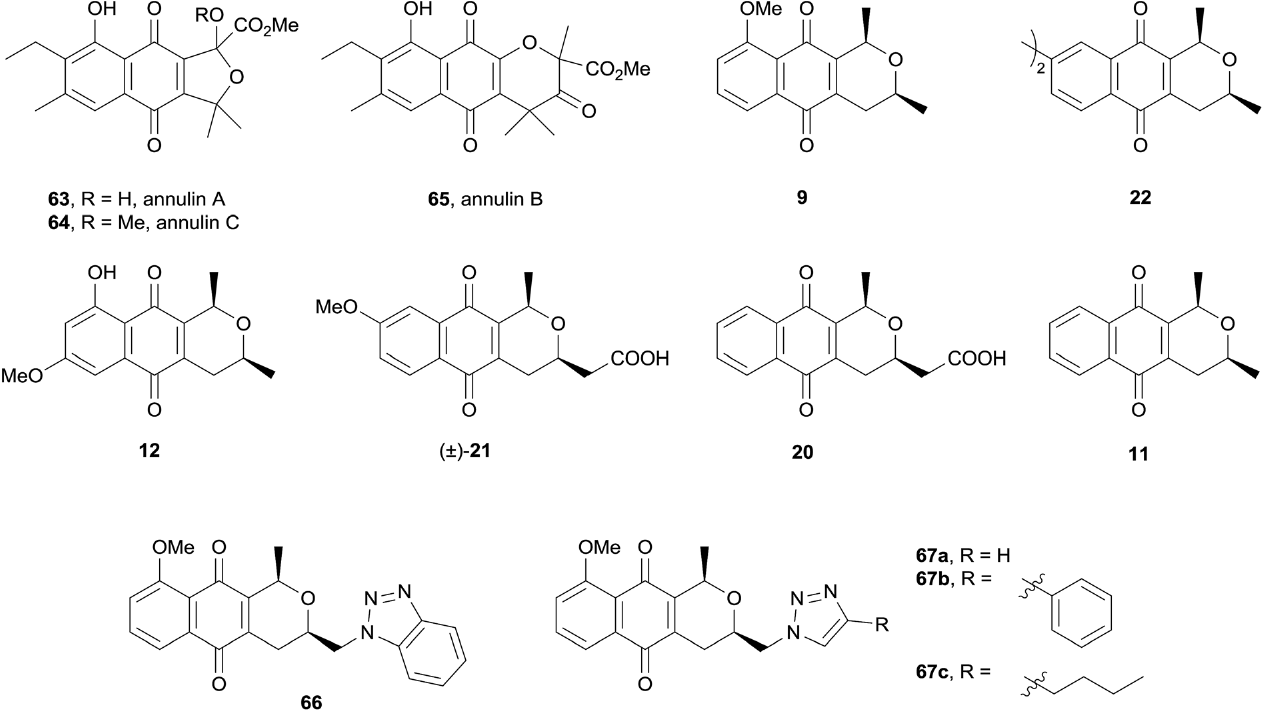 OH O RO CO2Me O O
63, R = H, annulin A
64, R = Me, annulin C
OH O O CO2Me O O
65, annulin B
OMe O O O
9
)2 O O O
22
OH O O MeO O
12
MeO O O COOH O
(±)-21
O O COOH O
20
O O O
11
OMe O O N N N O
66
OMe O O N N N R O
67a, R = H
67b, R =
67c, R =